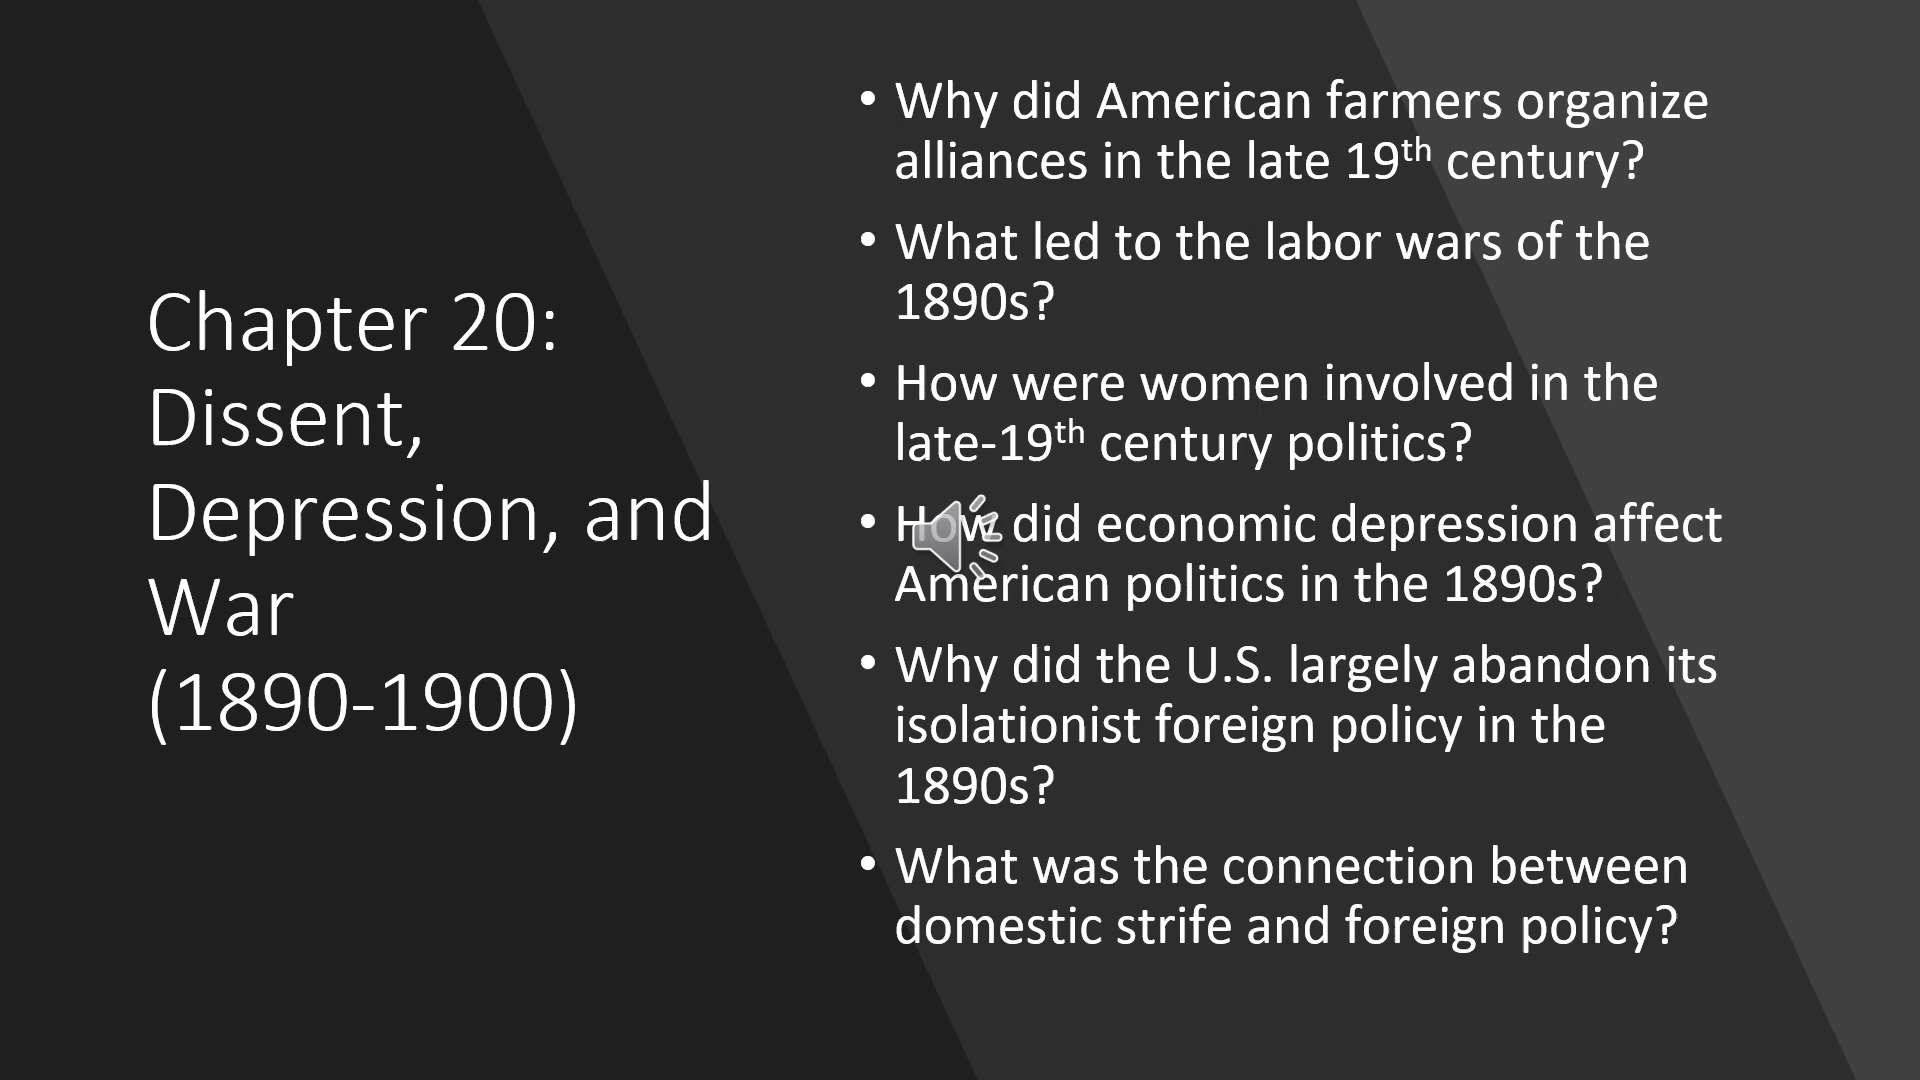 Chapter 20:
Dissent,
Depression, and
War
(1890-1900)
• Why did American farmers organize
alliances in the late 19th century?
• What led to the labor wars of the
1890s?
• How were women involved in the
late-19th century politics?
• How did economic depression affect
American politics in the 1890s?
• Why did the U.S. largely abandon its
isolationist foreign policy in the
1890s?
• What was the connection between
domestic strife and foreign policy?